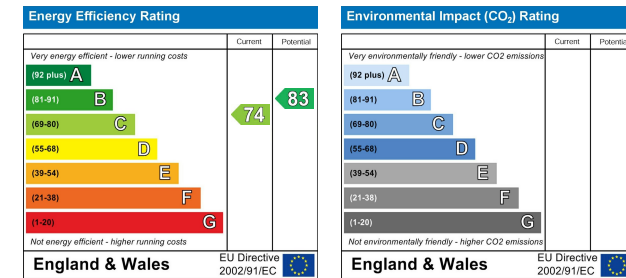 Energy Efficiency Rating
Current Potential
Very energy efficient - lower running costs
(92 plus) A
(81-91) B
(69-80) C
(55-68) D
(39-54) E
(21-38) F
(1-20) G
74
83
Not energy efficient - higher running costs
England & Wales
EU Directive
2002/91/EC
Environmental Impact (CO2) Rating
Current Potential
Very environmentally friendly - lower CO2 emissions
(92 plus) A
(81-91) B
(69-80) C
(55-68) D
(39-54) E
(21-38) F
(1-20) G
Not environmentally friendly - higher CO2 emissions
England & Wales
EU Directive
2002/91/EC